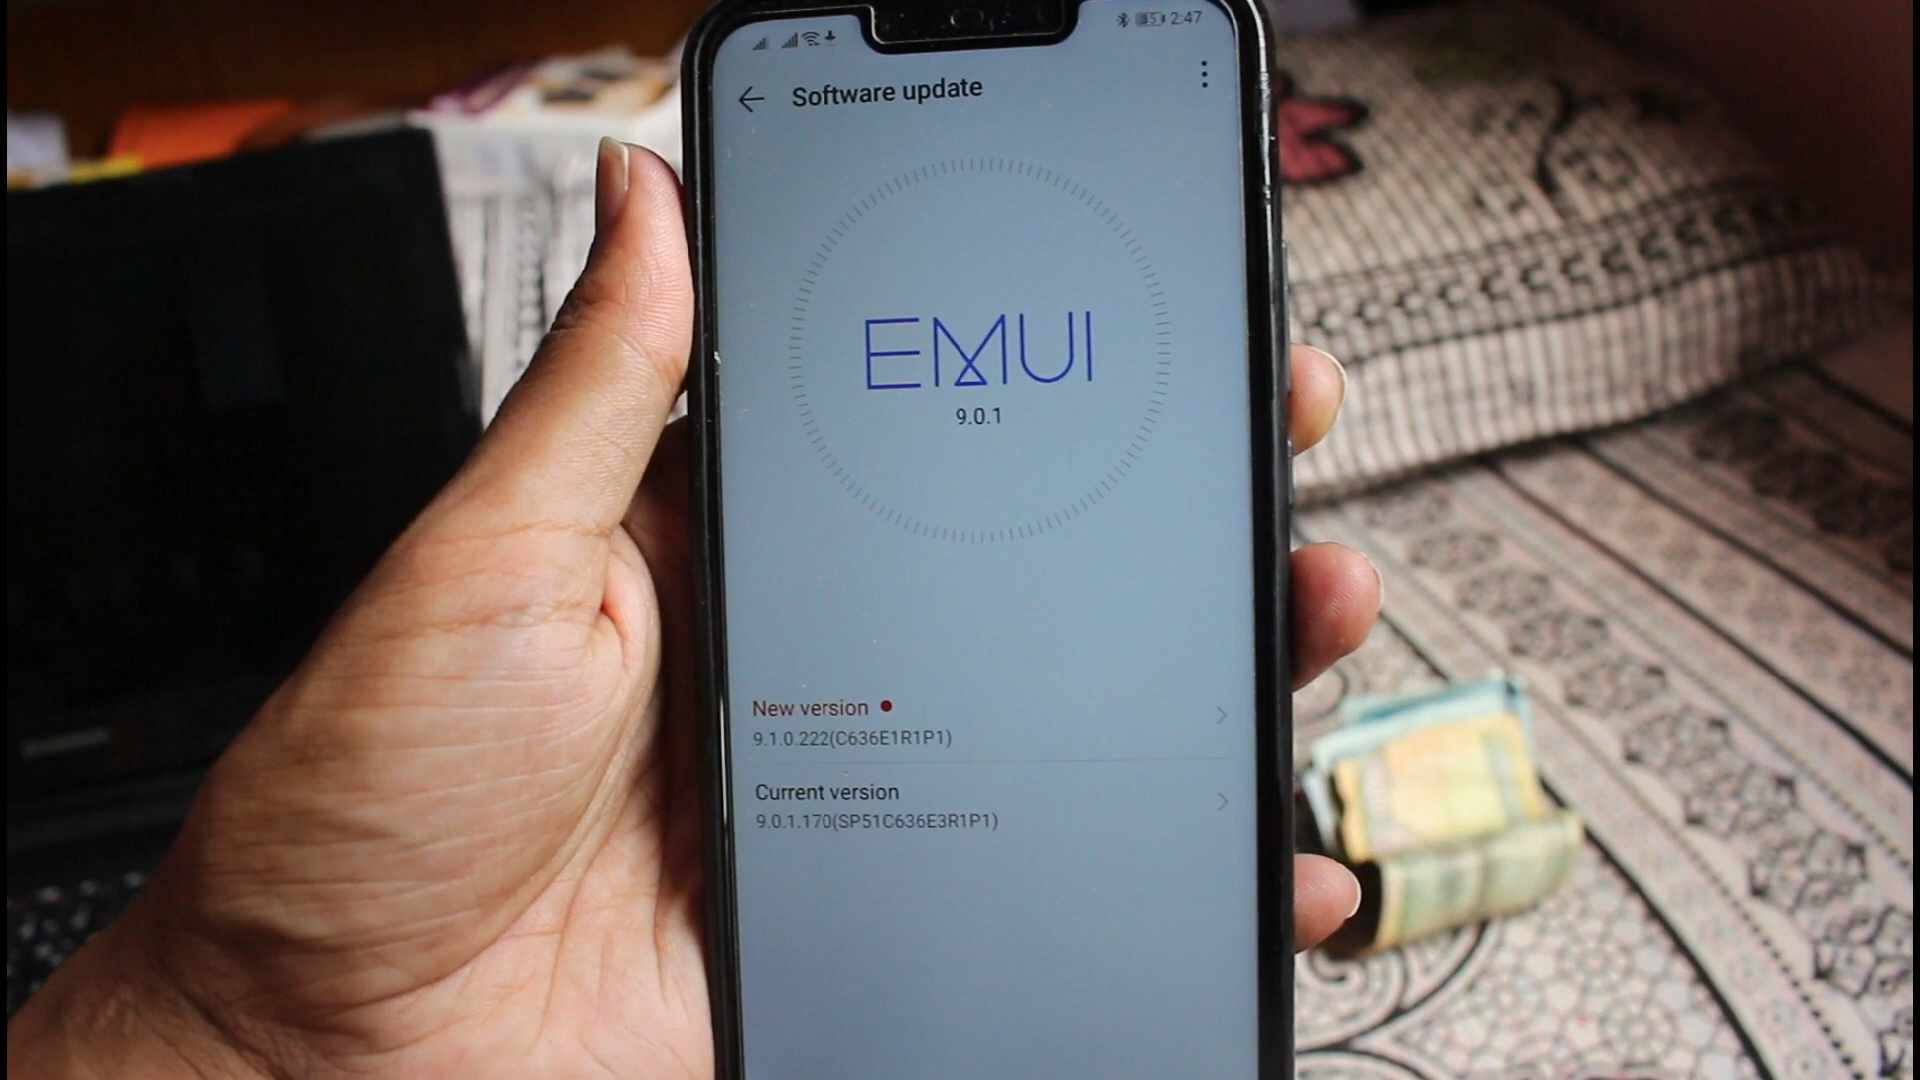 45 2:47
Software update
EMUI
9.0.1
New version
9.1.0.222(C636E1R1P1)
Current version
9.0.1.170(SP51C636E3R1P1)